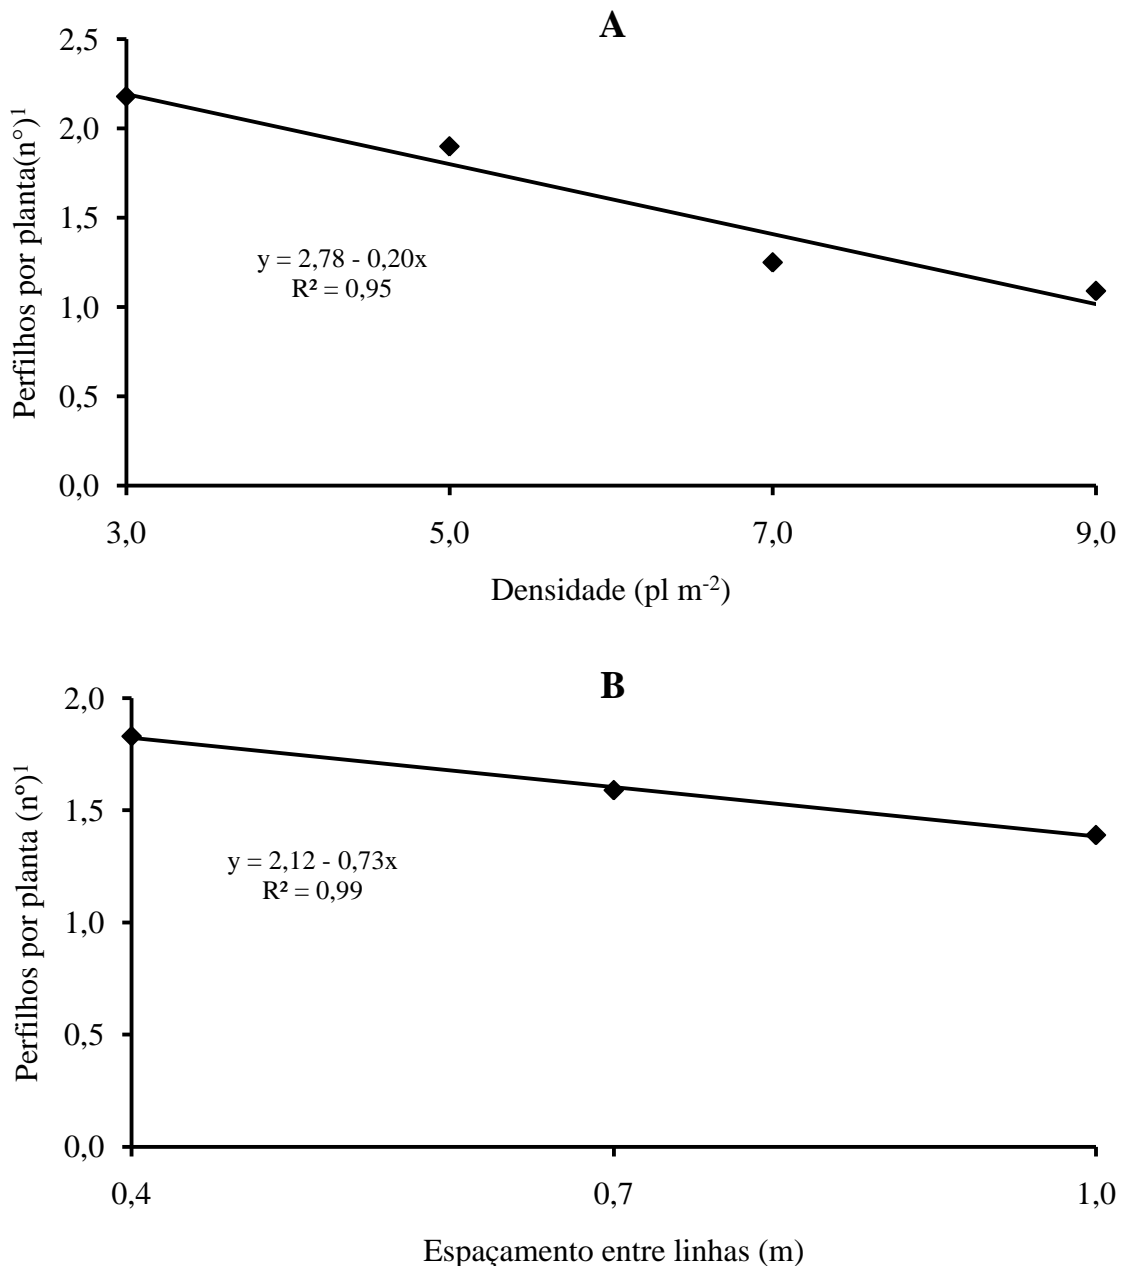 A
2,5
2,0
1,5
1,0
0,5
0,0
Perfilhos por planta(n°)¹
y = 2,78 - 0,20x
R² = 0,95
3,0 5,0 7,0 9,0
Densidade (pl m⁻²)
B
2,0
1,5
1,0
0,5
0,0
Perfilhos por planta (nº)¹
y = 2,12 - 0,73x
R² = 0,99
0,4 0,7 1,0
Espaçamento entre linhas (m)